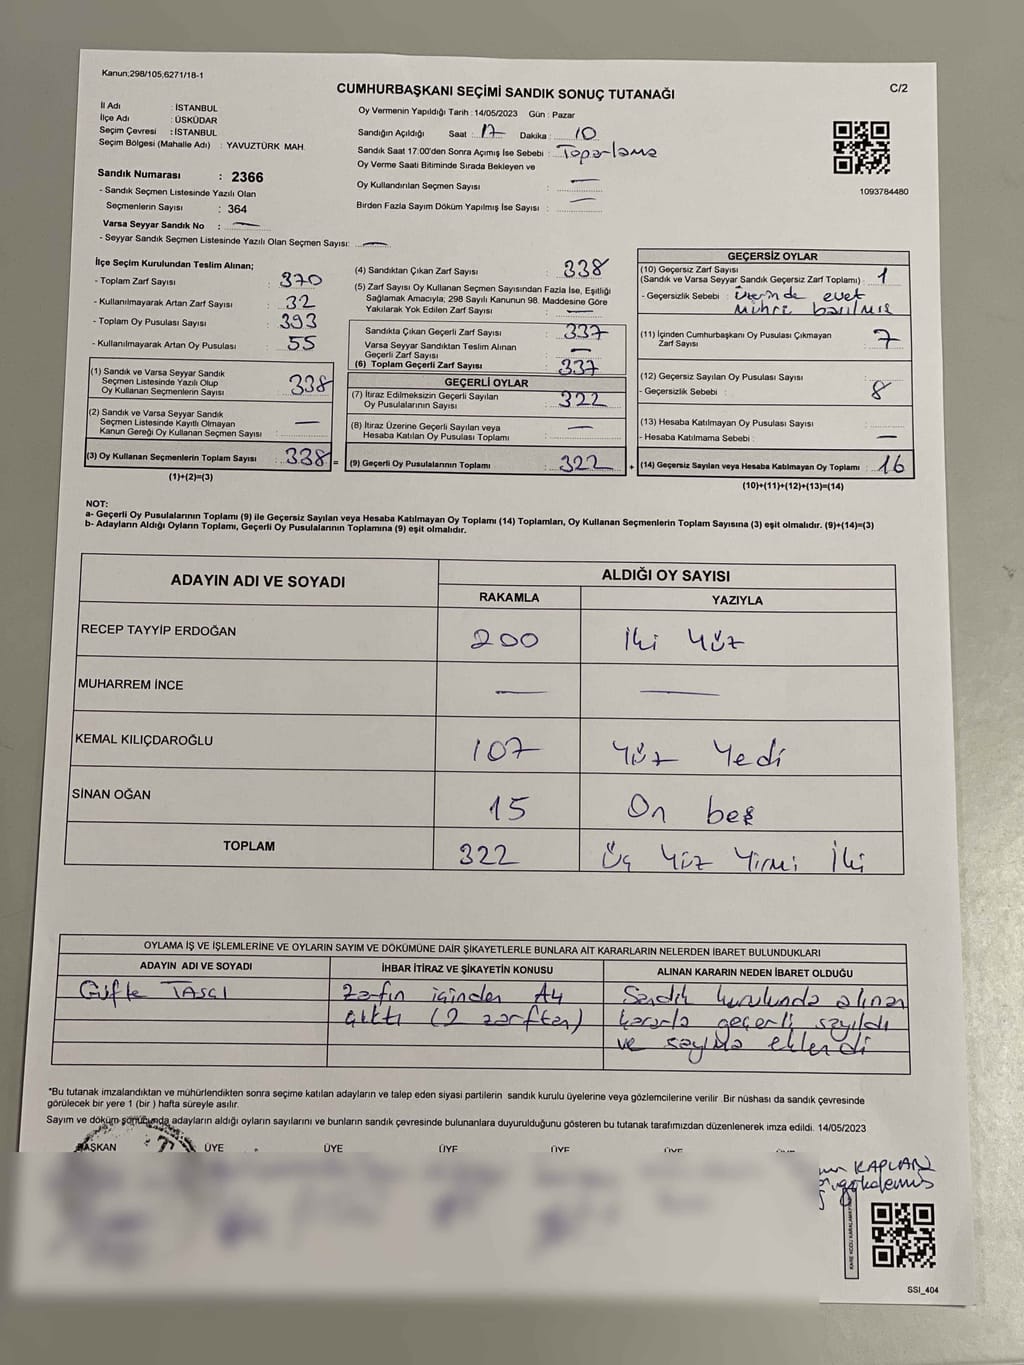 Kanun;298/105,6271/18-1
CUMHURBAŞKANI SEÇİMİ SANDIK SONUÇ TUTANAĞI
C/2
İl Adı : İSTANBUL
İlçe Adı : ÜSKÜDAR
Seçim Çevresi : İSTANBUL
Seçim Bölgesi (Mahalle Adı) : YAVUZTÜRK MAH.
Sandık Numarası : 2366
- Sandık Seçmen Listesinde Yazılı Olan
Seçmenlerin Sayısı : 364
Varsa Seyyar Sandık No : —
- Seyyar Sandık Seçmen Listesinde Yazılı Olan Seçmen Sayısı: —
Oy Vermenin Yapıldığı Tarih : 14/05/2023 Gün : Pazar
Sandığın Açıldığı Saat : 17 Dakika : 10
Sandık Saat 17:00'den Sonra Açımış İse Sebebi : Toparlama
Oy Verme Saati Bitiminde Sırada Bekleyen ve
Oy Kullandırılan Seçmen Sayısı : —
Birden Fazla Sayım Döküm Yapılmış İse Sayısı : —
1093784480
İlçe Seçim Kurulundan Teslim Alınan;
- Toplam Zarf Sayısı : 370
- Kullanılmayarak Artan Zarf Sayısı : 32
- Toplam Oy Pusulası Sayısı : 393
- Kullanılmayarak Artan Oy Pusulası : 55
(1) Sandık ve Varsa Seyyar Sandık
Seçmen Listesinde Yazılı Olup
Oy Kullanan Seçmenlerin Sayısı : 338
(2) Sandık ve Varsa Seyyar Sandık
Seçmen Listesinde Kayıtlı Olmayan
Kanun Gereği Oy Kullanan Seçmen Sayısı : —
(3) Oy Kullanan Seçmenlerin Toplam Sayısı : 338 =
(1)+(2)=(3)
(4) Sandıktan Çıkan Zarf Sayısı : 338
(5) Zarf Sayısı Oy Kullanan Seçmen Sayısından Fazla İse, Eşitliği
Sağlamak Amacıyla; 298 Sayılı Kanunun 98. Maddesine Göre
Yakılarak Yok Edilen Zarf Sayısı : —
Sandıkta Çıkan Geçerli Zarf Sayısı : 337
Varsa Seyyar Sandıktan Teslim Alınan
Geçerli Zarf Sayısı : —
(6) Toplam Geçerli Zarf Sayısı : 337
GEÇERLİ OYLAR
(7) İtiraz Edilmeksizin Geçerli Sayılan
Oy Pusulalarının Sayısı : 322
(8) İtiraz Üzerine Geçerli Sayılan veya
Hesaba Katılan Oy Pusulası Toplamı : —
(9) Geçerli Oy Pusulalarının Toplamı : 322 +
GEÇERSİZ OYLAR
(10) Geçersiz Zarf Sayısı
(Sandık ve Varsa Seyyar Sandık Geçersiz Zarf Toplamı) : 1
- Geçersizlik Sebebi : üzerinde evet
mührü basılmış
(11) İçinden Cumhurbaşkanı Oy Pusulası Çıkmayan
Zarf Sayısı : 7
(12) Geçersiz Sayılan Oy Pusulası Sayısı : 8
- Geçersizlik Sebebi :
(13) Hesaba Katılmayan Oy Pusulası Sayısı :
- Hesaba Katılmama Sebebi : —
(14) Geçersiz Sayılan veya Hesaba Katılmayan Oy Toplamı : 16
(10)+(11)+(12)+(13)=(14)
NOT:
a- Geçerli Oy Pusulalarının Toplamı (9) ile Geçersiz Sayılan veya Hesaba Katılmayan Oy Toplamı (14) Toplamları, Oy Kullanan Seçmenlerin Toplam Sayısına (3) eşit olmalıdır. (9)+(14)=(3)
b- Adayların Aldığı Oyların Toplamı, Geçerli Oy Pusulalarının Toplamına (9) eşit olmalıdır.
ADAYIN ADI VE SOYADI
ALDIĞI OY SAYISI
RAKAMLA YAZIYLA
RECEP TAYYİP ERDOĞAN 200 İki Yüz
MUHARREM İNCE — —
KEMAL KILIÇDAROĞLU 107 Yüz Yedi
SİNAN OĞAN 15 On beş
TOPLAM 322 Üç Yüz Yirmi İki
OYLAMA İŞ VE İŞLEMLERİNE VE OYLARIN SAYIM VE DÖKÜMÜNE DAİR ŞİKAYETLERLE BUNLARA AİT KARARLARIN NELERDEN İBARET BULUNDUKLARI
ADAYIN ADI VE SOYADI İHBAR İTİRAZ VE ŞİKAYETİN KONUSU ALINAN KARARIN NEDEN İBARET OLDUĞU
TAŞÇI Zarfın içinden A4 Sandık kurulunda alınan
çıktı (2 zarftan) kararla geçerli sayıldı
ve sayıma eklendi
*Bu tutanak imzalandıktan ve mühürlendikten sonra seçime katılan adayların ve talep eden siyasi partilerin sandık kurulu üyelerine veya gözlemcilerine verilir. Bir nüshası da sandık çevresinde
görülecek bir yere 1 (bir ) hafta süreyle asılır.
Sayım ve döküm sonucunda adayların aldığı oyların sayılarını ve bunların sandık çevresinde bulunanlara duyurulduğunu gösteren bu tutanak tarafımızdan düzenlenerek imza edildi. 14/05/2023
BAŞKAN ÜYE ÜYE ÜYE ÜYE ÜYE
KAPLAN
SSI_404